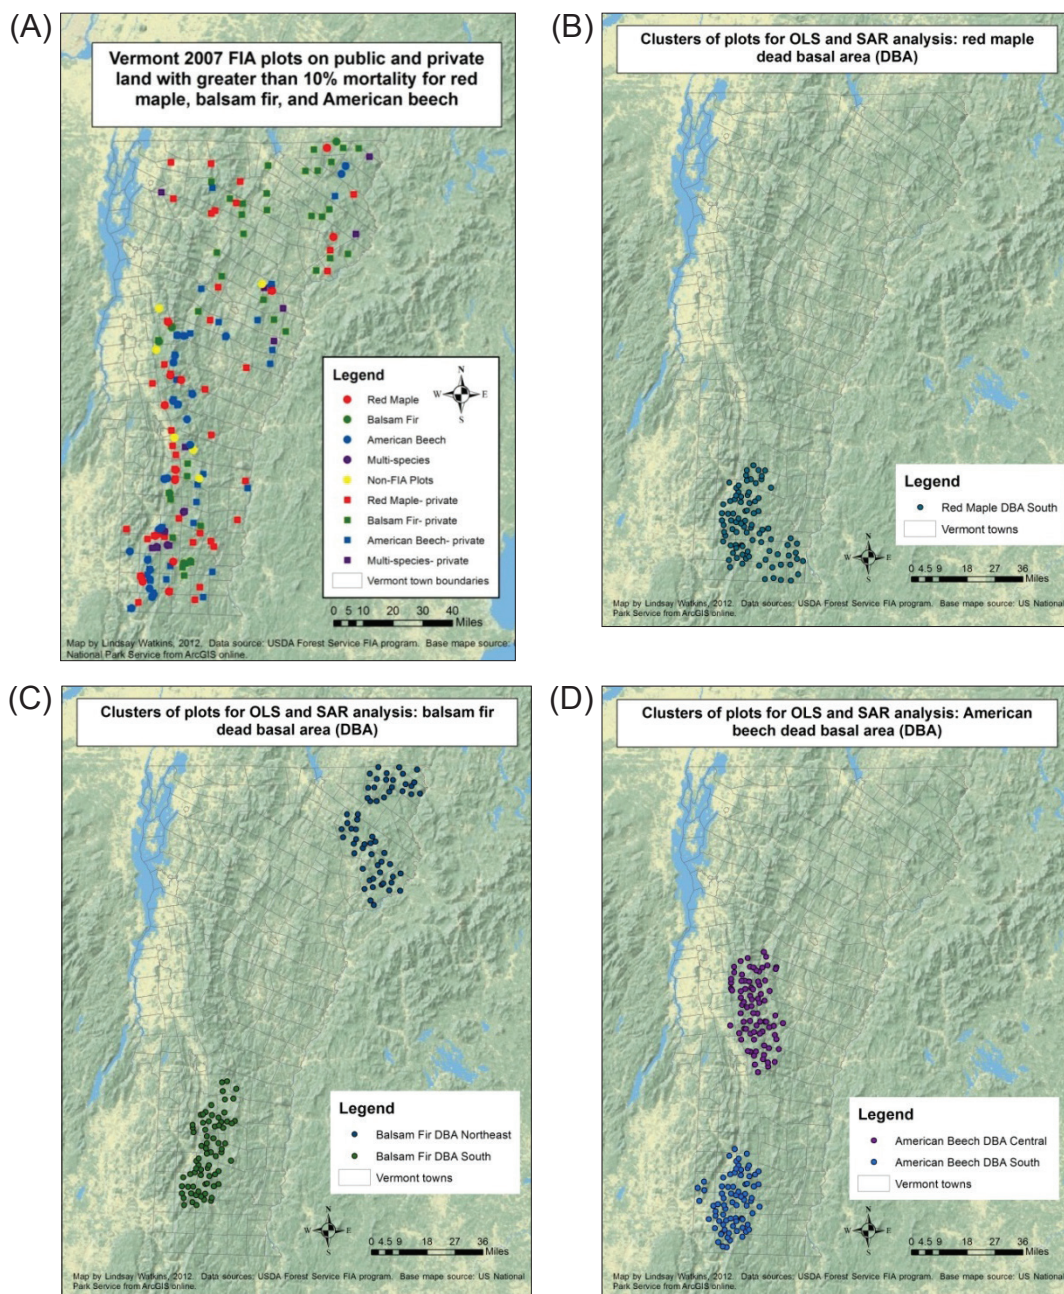 (A)
Vermont 2007 FIA plots on public and private
land with greater than 10% mortality for red
maple, balsam fir, and American beech
Legend
Red Maple
Balsam Fir
American Beech
Multi-species
Non-FIA Plots
Red Maple- private
Balsam Fir- private
American Beech- private
Multi-species- private
Vermont town boundaries
N
W E
S
0 5 10 20 30 40
Miles
Map by Lindsay Watkins, 2012. Data source: USDA Forest Service FIA program. Base mape source:
National Park Service from ArcGIS online.
(B)
Clusters of plots for OLS and SAR analysis: red maple
dead basal area (DBA)
Legend
Red Maple DBA South
Vermont towns
N
W E
S
0 4.5 9 18 27 36
Miles
Map by Lindsay Watkins, 2012. Data sources: USDA Forest Service FIA program. Base mape source: US National
Park Service from ArcGIS online.
(C)
Clusters of plots for OLS and SAR analysis: balsam fir
dead basal area (DBA)
Legend
Balsam Fir DBA Northeast
Balsam Fir DBA South
Vermont towns
N
W E
S
0 4.5 9 18 27 36
Miles
Map by Lindsay Watkins, 2012. Data sources: USDA Forest Service FIA program. Base mape source: US National
Park Service from ArcGIS online.
(D)
Clusters of plots for OLS and SAR analysis: American
beech dead basal area (DBA)
Legend
American Beech DBA Central
American Beech DBA South
Vermont towns
N
W E
S
0 4.5 9 18 27 36
Miles
Map by Lindsay Watkins, 2012. Data sources: USDA Forest Service FIA program. Base mape source: US National
Park Service from ArcGIS online.